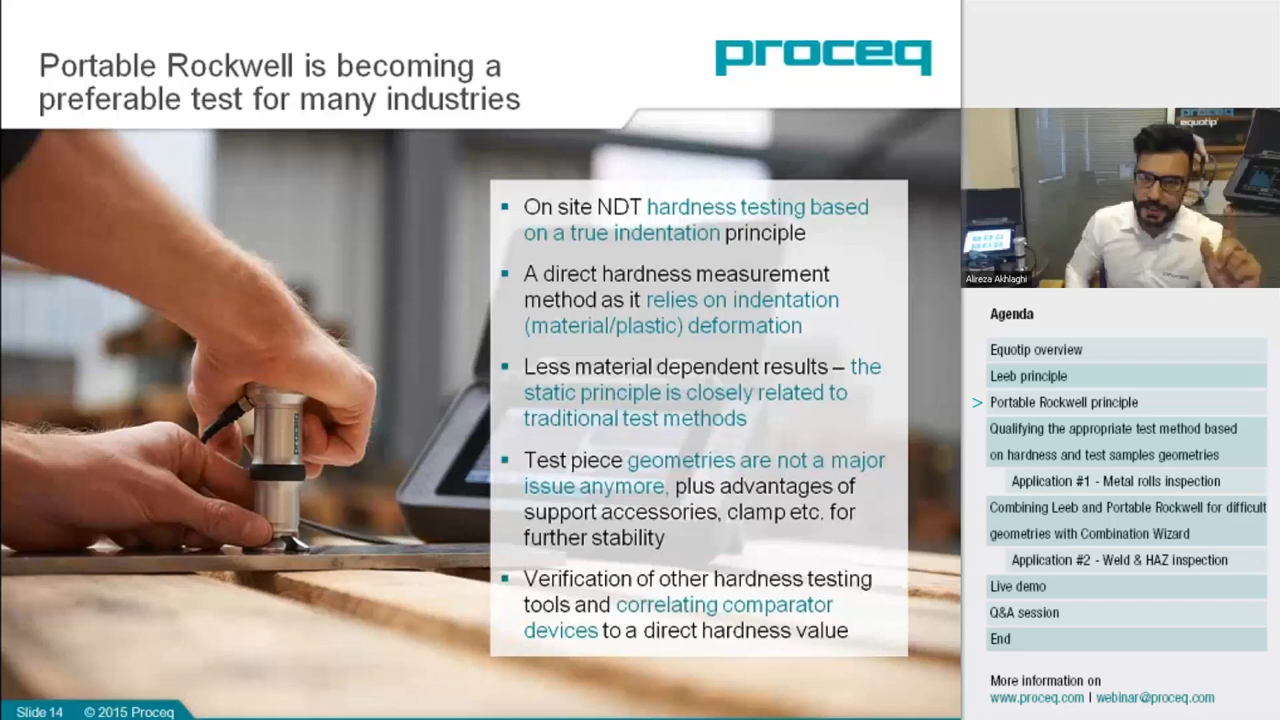 Portable Rockwell is becoming a
preferable test for many industries
proceq
On site NDT hardness testing based
on a true indentation principle
A direct hardness measurement
method as it relies on indentation
(material/plastic) deformation
Less material dependent results – the
static principle is closely related to
traditional test methods
Test piece geometries are not a major
issue anymore, plus advantages of
support accessories, clamp etc. for
further stability
Verification of other hardness testing
tools and correlating comparator
devices to a direct hardness value
proceq
Slide 14 © 2015 Proceq
proceq
equotip
Alireza Akhlaghi
Agenda
Equotip overview
Leeb principle
> Portable Rockwell principle
Qualifying the appropriate test method based
on hardness and test samples geometries
Application #1 - Metal rolls inspection
Combining Leeb and Portable Rockwell for difficult
geometries with Combination Wizard
Application #2 - Weld & HAZ inspection
Live demo
Q&A session
End
More information on
www.proceq.com | webinar@proceq.com